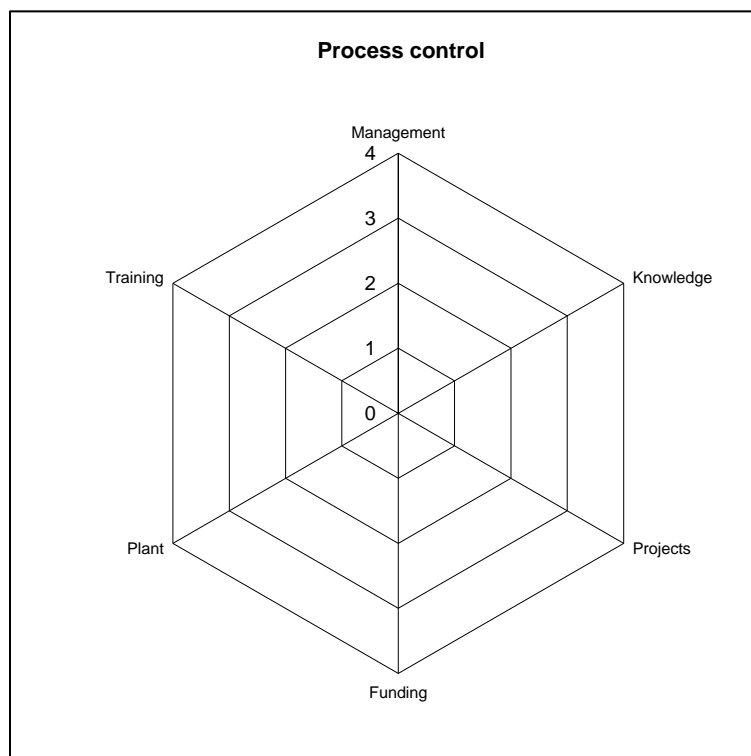 Process control
Management
4
3
Training
Knowledge
2
1
0
Plant
Projects
Funding